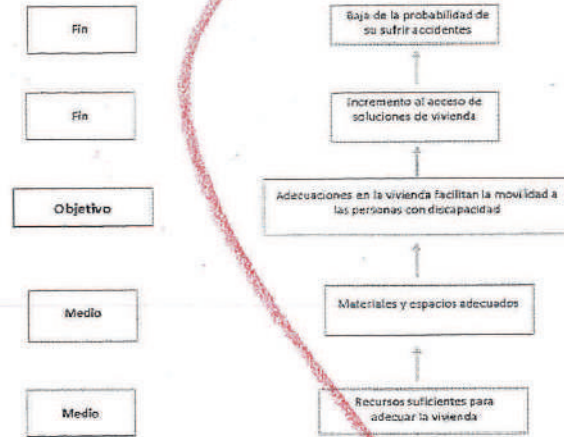 Fin
Baja de la probabilidad de
su sufrir accidentes
Fin
Incremento al acceso de
soluciones de vivienda
Objetivo
Adecuaciones en la vivienda facilitan la movilidad a
las personas con discapacidad
Medio
Materiales y espacios adecuados
Medio
Recursos suficientes para
adecuar la vivienda